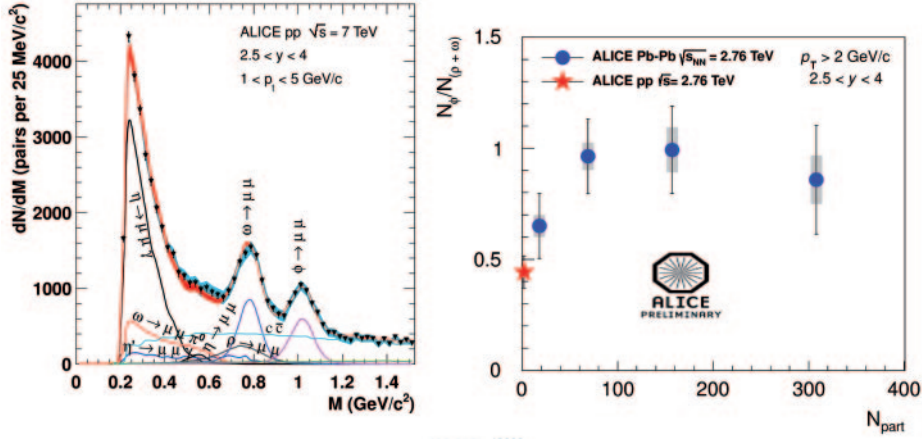 ALICE pp √s = 7 TeV
2.5 < y < 4
1 < pₜ < 5 GeV/c
dN/dM (pairs per 25 MeV/c²)
4000
3000
2000
1000
0
η→μμγ
ω→μμ
φ→μμ
ω→μμπ⁰
η'→μμγ
η→μμ
ρ→μμ
cc̄
0 0.2 0.4 0.6 0.8 1 1.2 1.4
M (GeV/c²)
N_φ/N_(ρ + ω)
1.5
1
0.5
0
ALICE Pb-Pb √s_NN = 2.76 TeV
ALICE pp √s= 2.76 TeV
p_T > 2 GeV/c
2.5 < y < 4
ALICE
PRELIMINARY
0 100 200 300 400
N_part